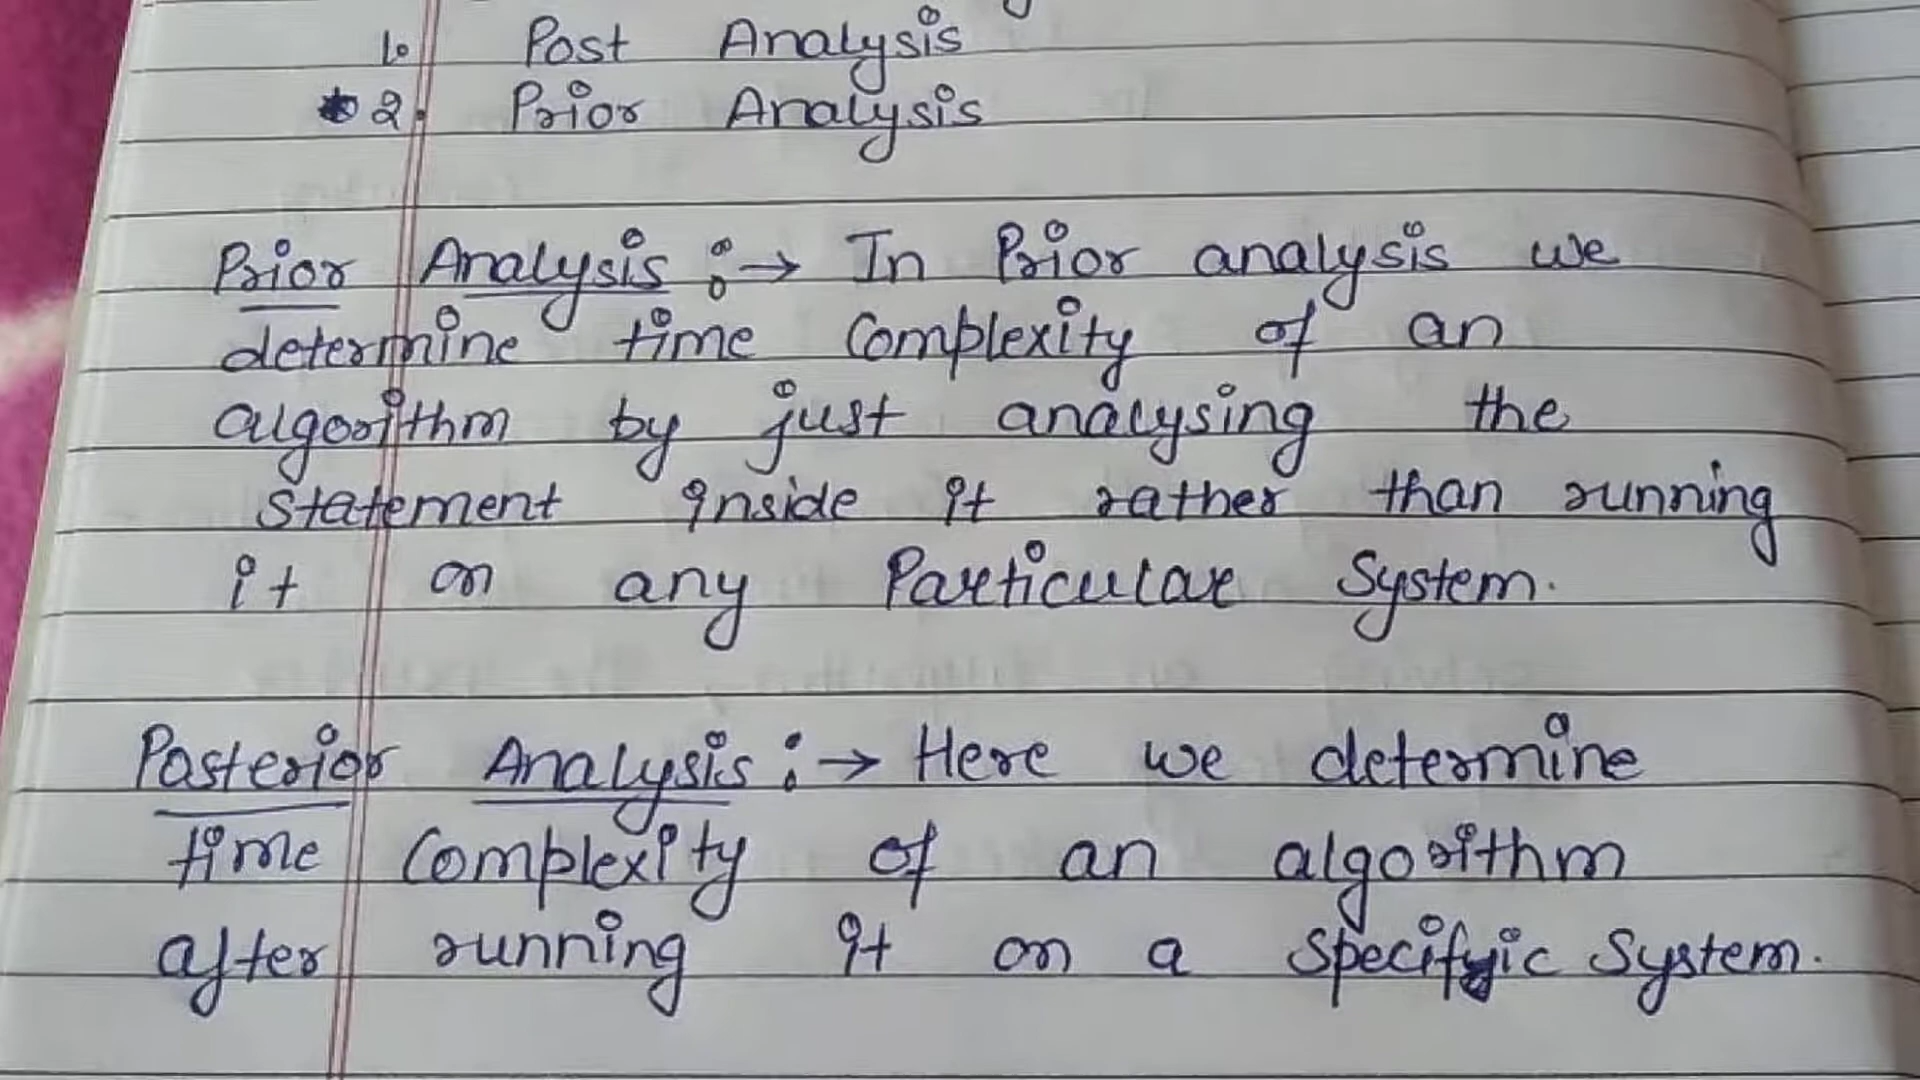 1. Post Analysis
2. Prior Analysis
Prior Analysis :→ In Prior analysis we
determine time Complexity of an
algorithm by just analysing the
statement inside it rather than running
it on any Particular System.
Posterior Analysis :→ Here we determine
time Complexity of an algorithm
after running it on a specific System.